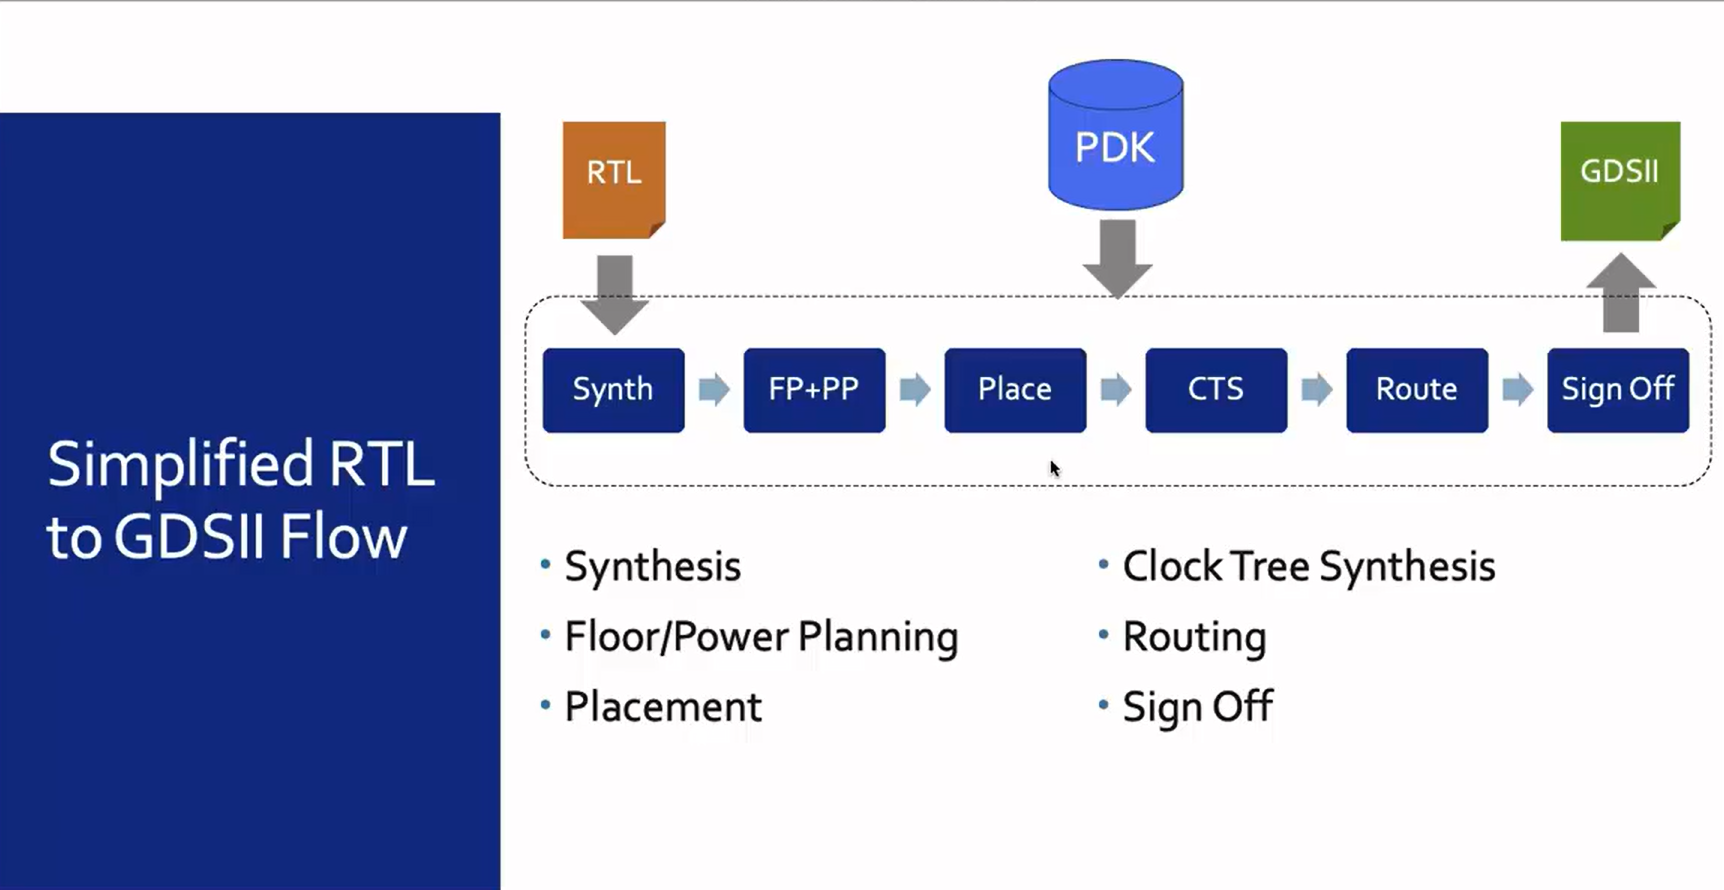 Simplified RTL
to GDSII Flow
RTL
PDK
GDSII
Synth
FP+PP
Place
CTS
Route
Sign Off
• Synthesis
• Floor/Power Planning
• Placement
• Clock Tree Synthesis
• Routing
• Sign Off